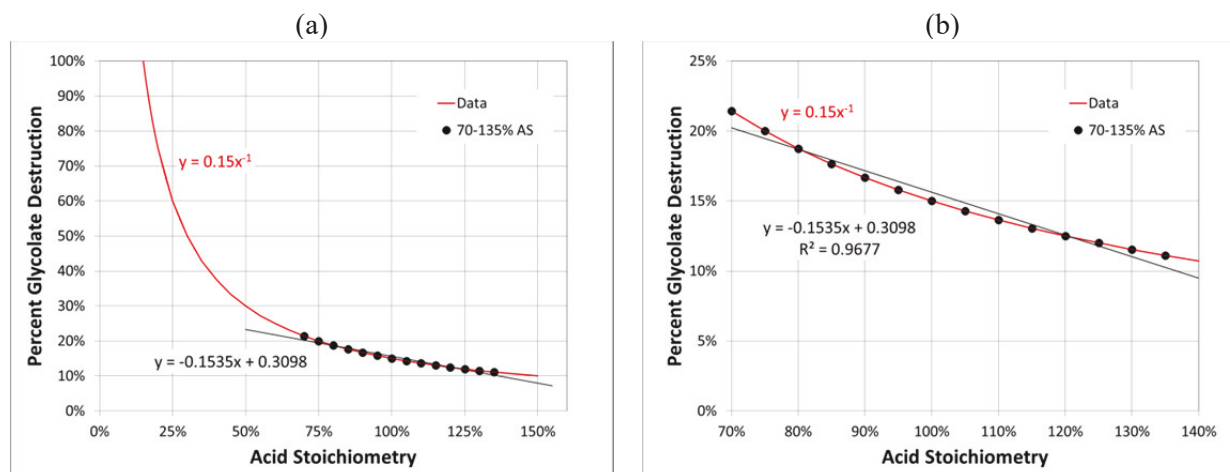 (a)
100%
90%
80%
70%
60%
50%
40%
30%
20%
10%
0%
0% 25% 50% 75% 100% 125% 150%
Percent Glycolate Destruction
Acid Stoichiometry
Data
70-135% AS
y = 0.15x⁻¹
y = -0.1535x + 0.3098
(b)
25%
20%
15%
10%
5%
0%
70% 80% 90% 100% 110% 120% 130% 140%
Percent Glycolate Destruction
Acid Stoichiometry
y = 0.15x⁻¹
Data
70-135% AS
y = -0.1535x + 0.3098
R² = 0.9677